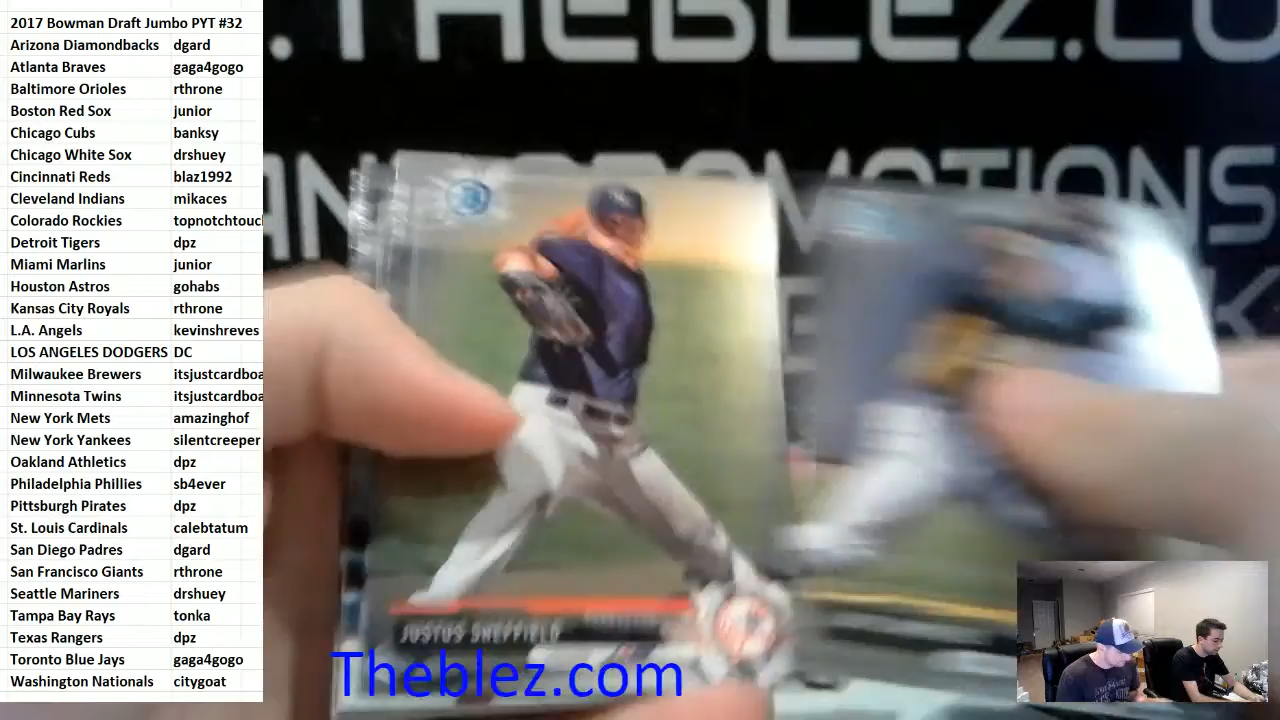 2017 Bowman Draft Jumbo PYT #32
Arizona Diamondbacks dgard
Atlanta Braves gaga4gogo
Baltimore Orioles rthrone
Boston Red Sox junior
Chicago Cubs banksy
Chicago White Sox drshuey
Cincinnati Reds blaz1992
Cleveland Indians mikaces
Colorado Rockies topnotchtouc
Detroit Tigers dpz
Miami Marlins junior
Houston Astros gohabs
Kansas City Royals rthrone
L.A. Angels kevinshreves
LOS ANGELES DODGERS DC
Milwaukee Brewers itsjustcardboa
Minnesota Twins itsjustcardboa
New York Mets amazinghof
New York Yankees silentcreeper
Oakland Athletics dpz
Philadelphia Phillies sb4ever
Pittsburgh Pirates dpz
St. Louis Cardinals calebtatum
San Diego Padres dgard
San Francisco Giants rthrone
Seattle Mariners drshuey
Tampa Bay Rays tonka
Texas Rangers dpz
Toronto Blue Jays gaga4gogo
Washington Nationals citygoat
.THEBLEZ.CO
JUSTUS SHEFFIELD
Theblez.com